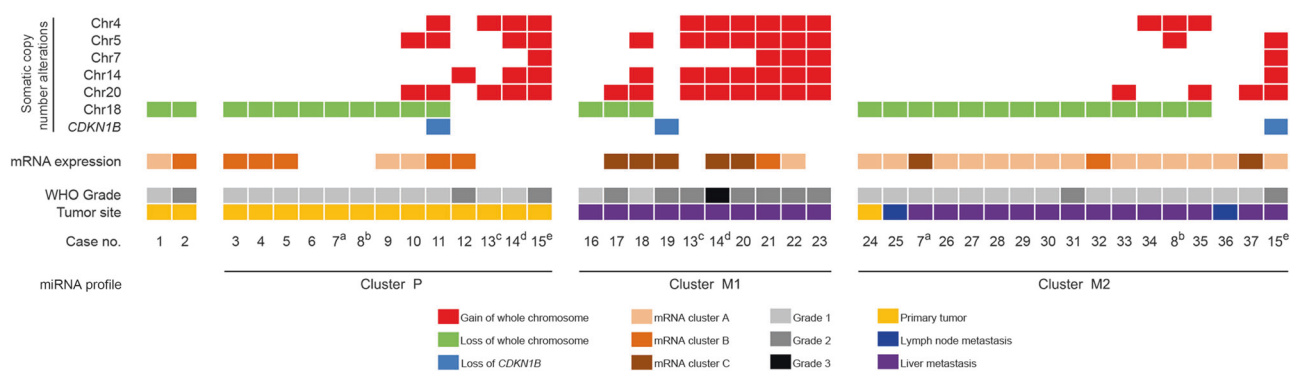 Somatic copy
number alterations
Chr4
Chr5
Chr7
Chr14
Chr20
Chr18
CDKN1B
mRNA expression
WHO Grade
Tumor site
Case no. 1 2 3 4 5 6 7a 8b 9 10 11 12 13c 14d 15e 16 17 18 19 13c 14d 20 21 22 23 24 25 7a 26 27 28 29 30 31 32 33 34 8b 35 36 37 15e
miRNA profile Cluster P Cluster M1 Cluster M2
Gain of whole chromosome mRNA cluster A Grade 1 Primary tumor
Loss of whole chromosome mRNA cluster B Grade 2 Lymph node metastasis
Loss of CDKN1B mRNA cluster C Grade 3 Liver metastasis